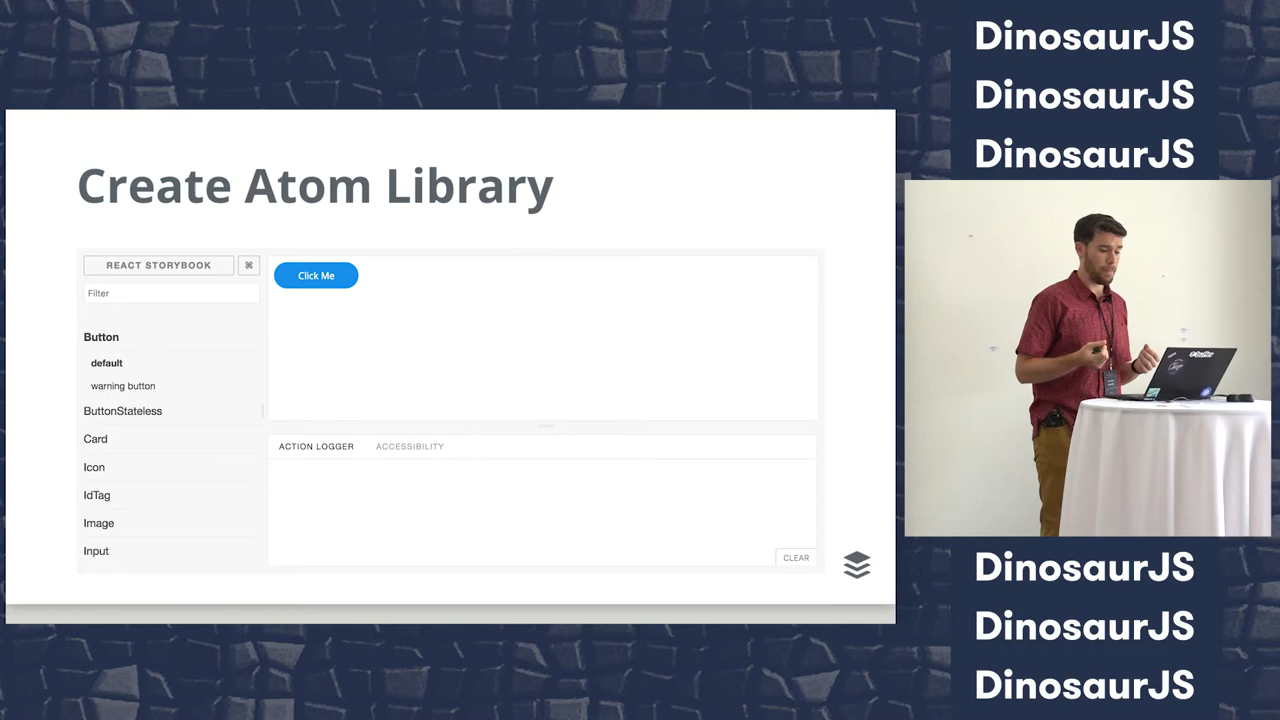 DinosaurJS
DinosaurJS
DinosaurJS
Create Atom Library
REACT STORYBOOK
⌘
Filter
Button
default
warning button
ButtonStateless
Card
Icon
IdTag
Image
Input
Click Me
ACTION LOGGER
ACCESSIBILITY
CLEAR
DinosaurJS
DinosaurJS
DinosaurJS